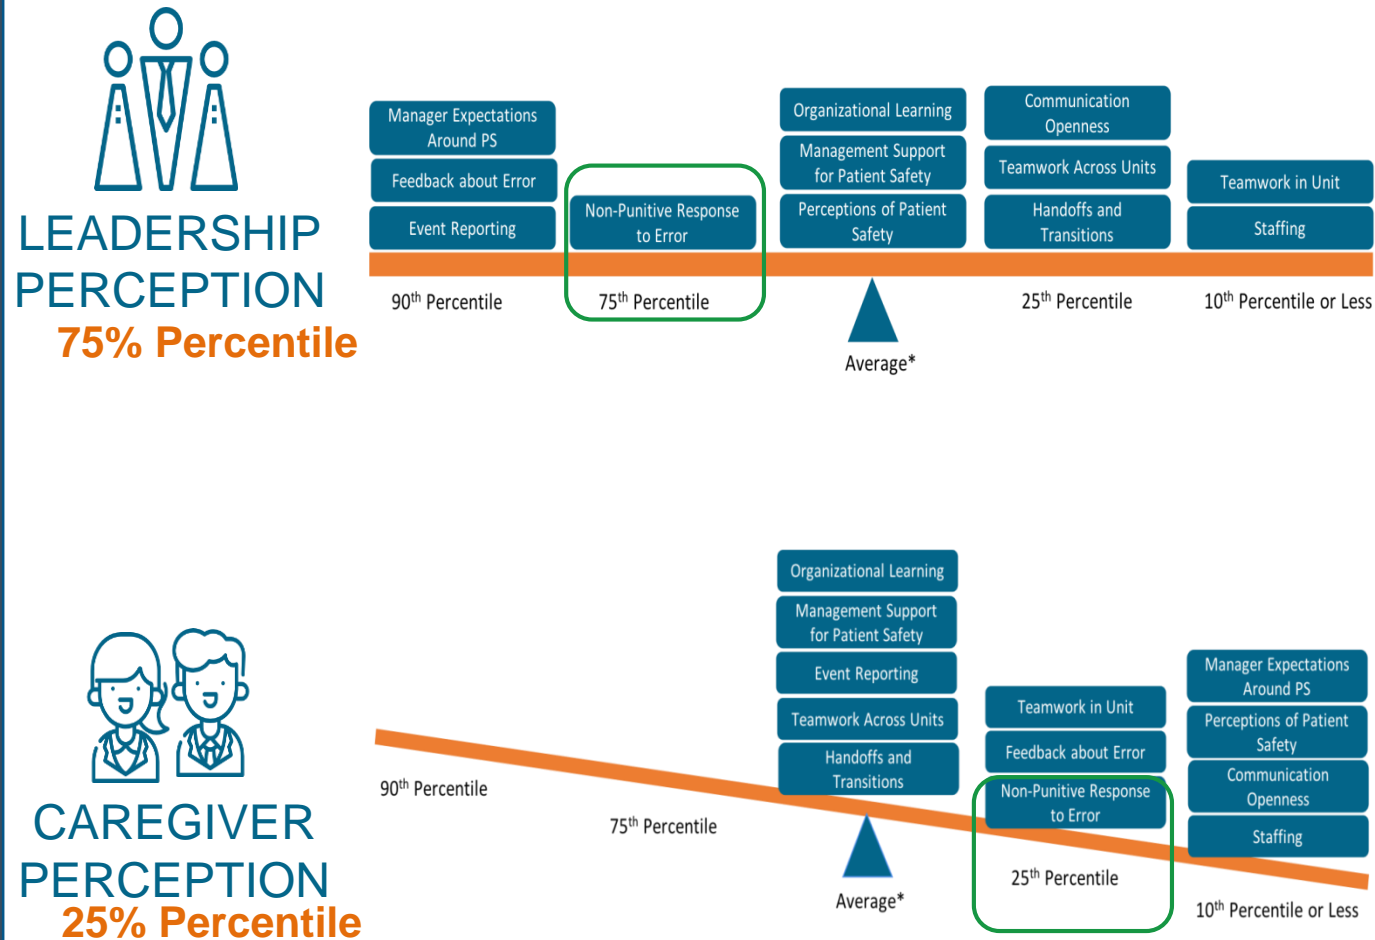 LEADERSHIP
PERCEPTION
75% Percentile
Manager Expectations
Around PS
Feedback about Error
Event Reporting
Non-Punitive Response
to Error
Organizational Learning
Management Support
for Patient Safety
Perceptions of Patient
Safety
Communication
Openness
Teamwork Across Units
Handoffs and
Transitions
Teamwork in Unit
Staffing
90th Percentile
75th Percentile
Average*
25th Percentile
10th Percentile or Less
CAREGIVER
PERCEPTION
25% Percentile
Organizational Learning
Management Support
for Patient Safety
Event Reporting
Teamwork Across Units
Handoffs and
Transitions
Teamwork in Unit
Feedback about Error
Non-Punitive Response
to Error
Manager Expectations
Around PS
Perceptions of Patient
Safety
Communication
Openness
Staffing
90th Percentile
75th Percentile
Average*
25th Percentile
10th Percentile or Less